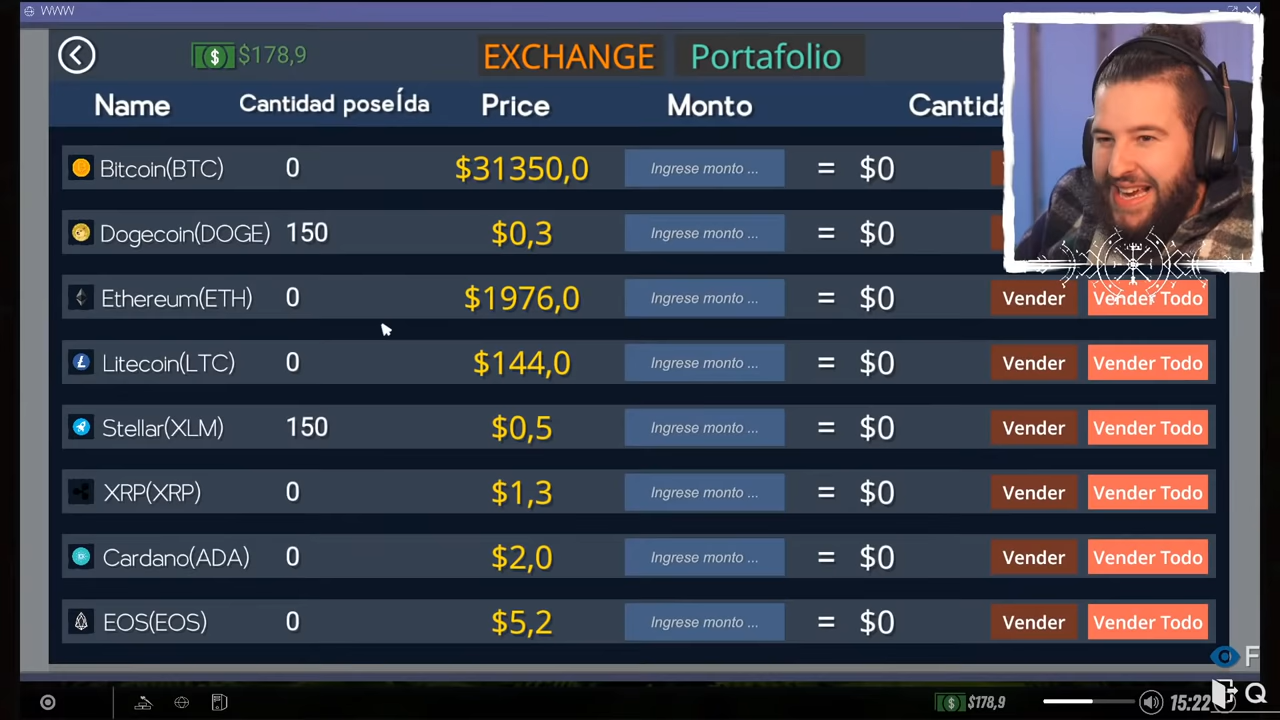 WWW
$178,9 EXCHANGE Portafolio
Name Cantidad poseÍda Price Monto
Bitcoin(BTC) 0 $31350,0 Ingrese monto ... = $0
Dogecoin(DOGE) 150 $0,3 Ingrese monto ... = $0
Ethereum(ETH) 0 $1976,0 Ingrese monto ... = $0 Vender Vender Todo
Litecoin(LTC) 0 $144,0 Ingrese monto ... = $0 Vender Vender Todo
Stellar(XLM) 150 $0,5 Ingrese monto ... = $0 Vender Vender Todo
XRP(XRP) 0 $1,3 Ingrese monto ... = $0 Vender Vender Todo
Cardano(ADA) 0 $2,0 Ingrese monto ... = $0 Vender Vender Todo
EOS(EOS) 0 $5,2 Ingrese monto ... = $0 Vender Vender Todo
F
$178,9 15:22 Q